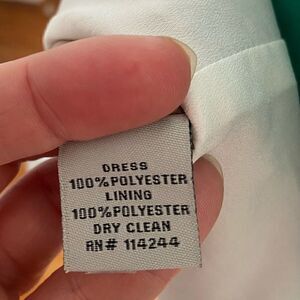 DRESS
100%POLYESTER
LINING
100%POLYESTER
DRY CLEAN
RN# 114244